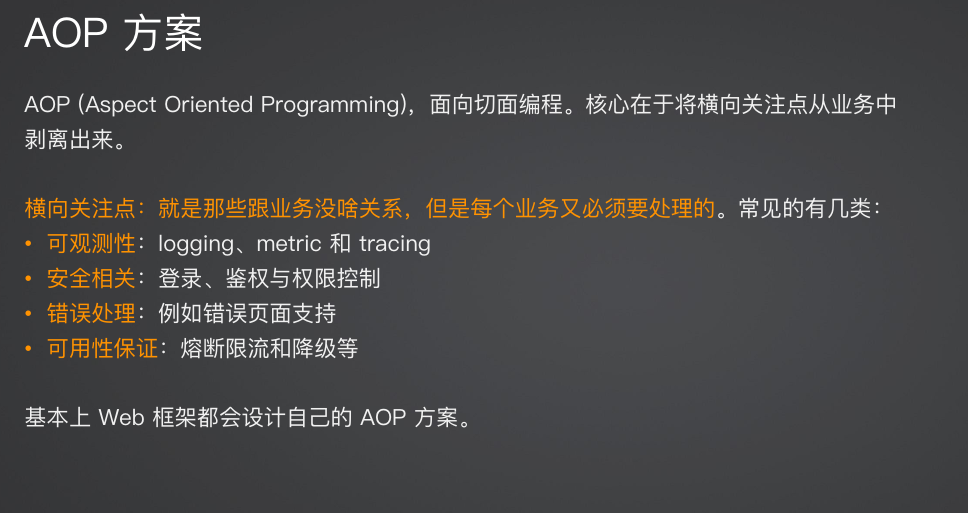 AOP 方案
AOP (Aspect Oriented Programming)，面向切面编程。核心在于将横向关注点从业务中
剥离出来。
横向关注点：就是那些跟业务没啥关系，但是每个业务又必须要处理的。常见的有几类：
• 可观测性：logging、metric 和 tracing
• 安全相关：登录、鉴权与权限控制
• 错误处理：例如错误页面支持
• 可用性保证：熔断限流和降级等
基本上 Web 框架都会设计自己的 AOP 方案。